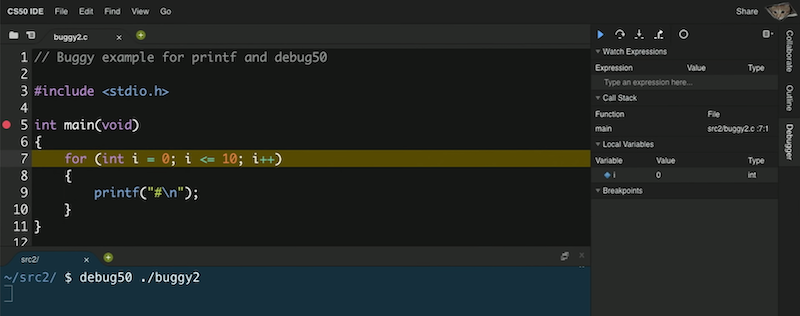 CS50 IDE File Edit Find View Go Share
buggy2.c
1 // Buggy example for printf and debug50
2
3 #include <stdio.h>
4
5 int main(void)
6 {
7 for (int i = 0; i <= 10; i++)
8 {
9 printf("#\n");
10 }
11 }
12
src2/
~/src2/ $ debug50 ./buggy2
Watch Expressions
Expression Value Type
Type an expression here...
Call Stack
Function File
main src2/buggy2.c :7:1
Local Variables
Variable Value Type
i 0 int
Breakpoints
Collaborate
Outline
Debugger